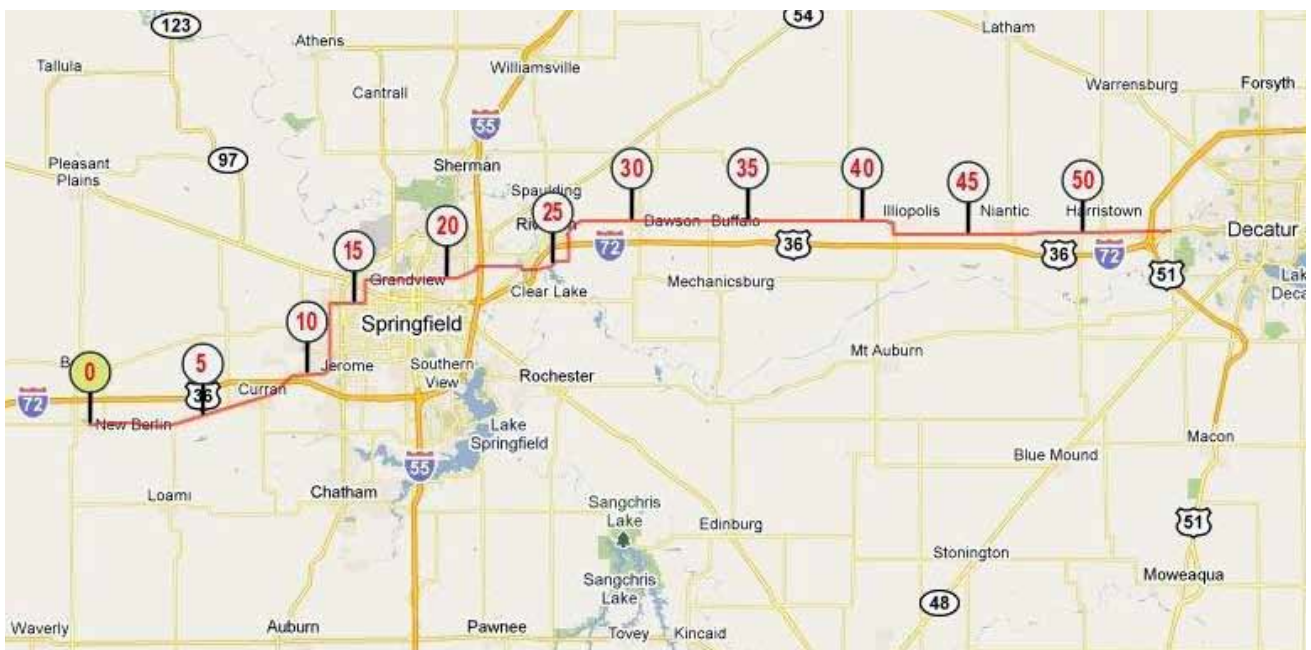 123
54
Athens
Latham
Tallula
Williamsville
Warrensburg
Forsyth
Cantrall
55
97
Sherman
Pleasant
Plains
30
35
40
45
50
Spaulding
25
20
Dawson
Buffalo
Illiopolis
Niantic
Harristown
15
72
36
36
72
Decatur
51
Grandview
Clear Lake
Mechanicsburg
Lake
10
Springfield
Mt Auburn
0
5
Jerome
Southern
View
Rochester
36
Curran
72
New Berlin
Lake
Springfield
Macon
55
Blue Mound
Loami
Chatham
Sangchris
Lake
Edinburg
51
Stonington
Sangchris
Lake
Moweaqua
48
Waverly
Auburn
Pawnee
Tovey
Kincaid